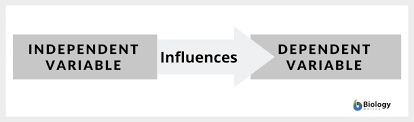 INDEPENDENT
VARIABLE
Influences
DEPENDENT
VARIABLE
Biology